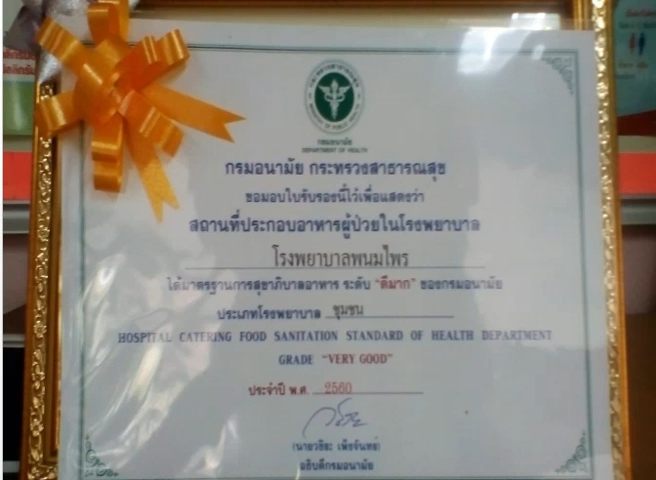 กรมอนามัย
DEPARTMENT OF HEALTH
กรมอนามัย กระทรวงสาธารณสุข
ขอมอบใบรับรองนี้ไว้เพื่อแสดงว่า
สถานที่ประกอบอาหารผู้ป่วยในโรงพยาบาล
โรงพยาบาลพนมไพร
ได้มาตรฐานการสุขาภิบาลอาหาร ระดับ "ดีมาก" ของกรมอนามัย
ประเภทโรงพยาบาล ชุมชน
HOSPITAL CATERING FOOD SANITATION STANDARD OF HEALTH DEPARTMENT
GRADE "VERY GOOD"
ประจำปี พ.ศ. 2560
(นายวชิระ เพ็งจันทร์)
อธิบดีกรมอนามัย